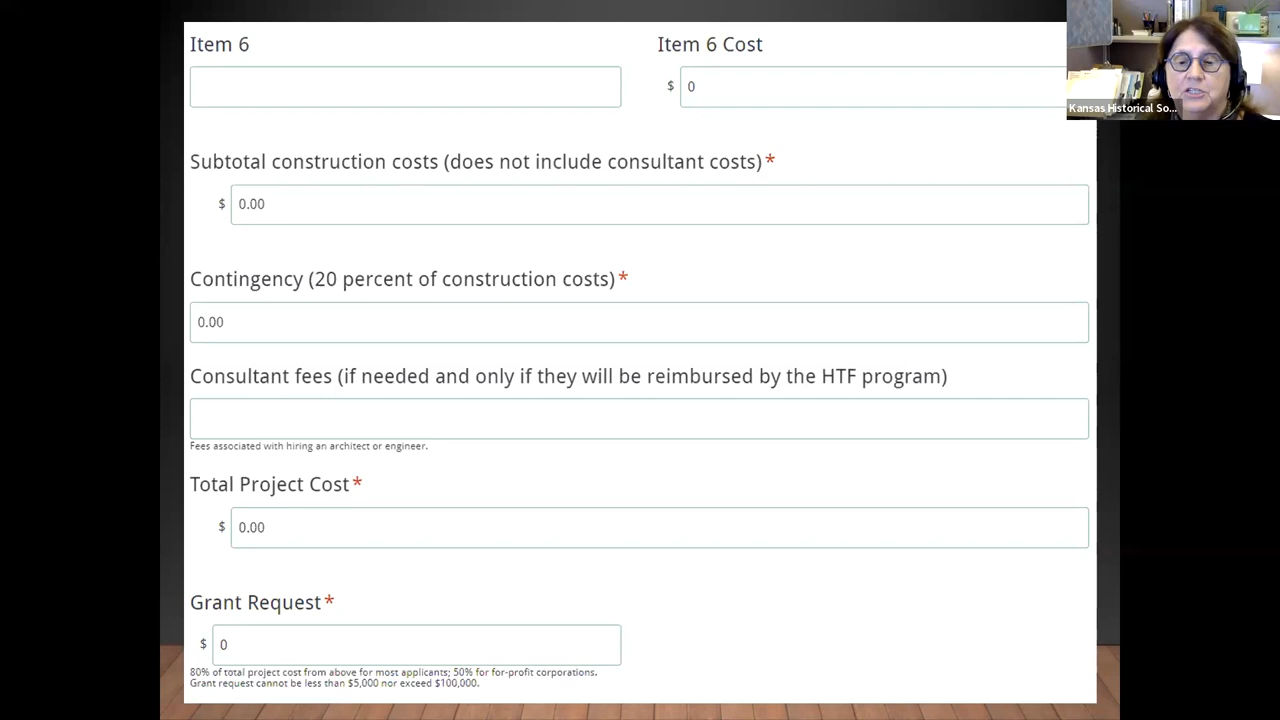 Item 6
Item 6 Cost
$ 0
Kansas Historical So...
Subtotal construction costs (does not include consultant costs)*
$ 0.00
Contingency (20 percent of construction costs)*
0.00
Consultant fees (if needed and only if they will be reimbursed by the HTF program)
Fees associated with hiring an architect or engineer.
Total Project Cost*
$ 0.00
Grant Request*
$ 0
80% of total project cost from above for most applicants; 50% for for-profit corporations.
Grant request cannot be less than $5,000 nor exceed $100,000.